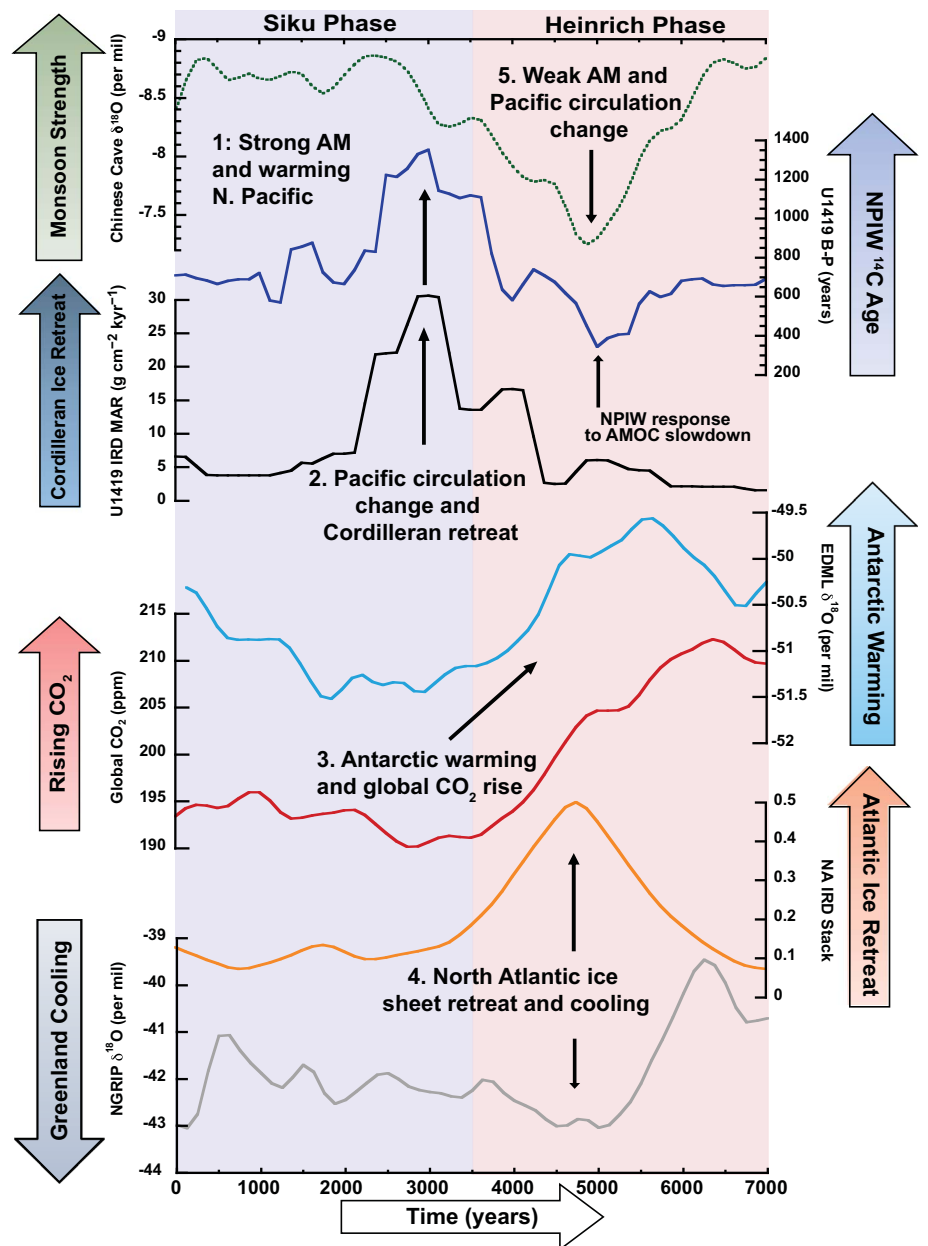 Siku Phase
Heinrich Phase
Monsoon Strength
Chinese Cave δ¹⁸O (per mil)
-9
-8.5
-8
-7.5
1: Strong AM
and warming
N. Pacific
5. Weak AM and
Pacific circulation
change
1400
1200
1000
800
600
400
200
U1419 B-P (years)
NPIW ¹⁴C Age
Cordilleran Ice Retreat
U1419 IRD MAR (g cm⁻² kyr⁻¹)
30
25
20
15
10
5
0
NPIW response
to AMOC slowdown
2. Pacific circulation
change and
Cordilleran retreat
-49.5
-50
-50.5
-51
-51.5
-52
EDML δ¹⁸O (per mil)
Antarctic Warming
Rising CO₂
Global CO₂ (ppm)
215
210
205
200
195
190
3. Antarctic warming
and global CO₂ rise
0.5
0.4
0.3
0.2
0.1
0
NA IRD Stack
Atlantic Ice Retreat
4. North Atlantic ice
sheet retreat and cooling
Greenland Cooling
NGRIP δ¹⁸O (per mil)
-39
-40
-41
-42
-43
-44
0 1000 2000 3000 4000 5000 6000 7000
Time (years)